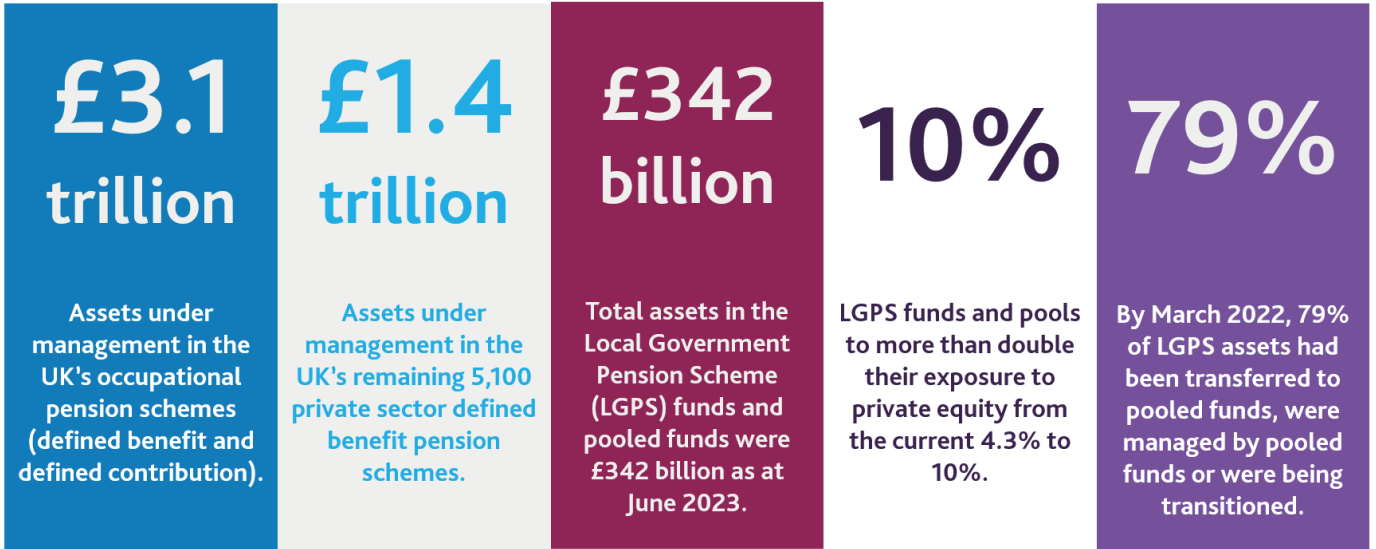 £3.1
trillion
Assets under
management in the
UK's occupational
pension schemes
(defined benefit and
defined contribution).
£1.4
trillion
Assets under
management in the
UK's remaining 5,100
private sector defined
benefit pension
schemes.
£342
billion
Total assets in the
Local Government
Pension Scheme
(LGPS) funds and
pooled funds were
£342 billion as at
June 2023.
10%
LGPS funds and pools
to more than double
their exposure to
private equity from
the current 4.3% to
10%.
79%
By March 2022, 79%
of LGPS assets had
been transferred to
pooled funds, were
managed by pooled
funds or were being
transitioned.